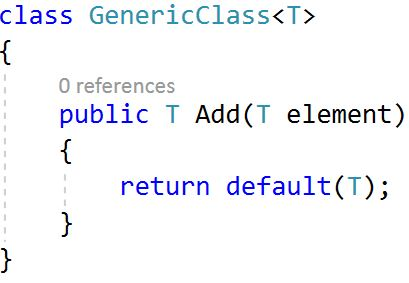 class GenericClass<T>
{
0 references
public T Add(T element)
{
return default(T);
}
}